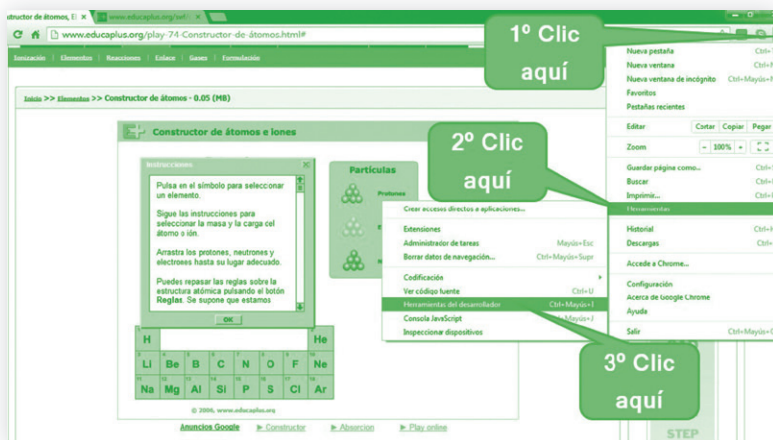 www.educaplus.org/play-74-Constructor-de-átomos.html#
Ionización | Elementos | Reacciones | Enlace | Gases | Formulación
Inicio >> Elementos >> Constructor de átomos - 0.05 (MB)
1º Clic
aquí
Nueva pestaña
Nueva ventana
Nueva ventana de incógnito Ctrl+Mayús+
Favoritos
Pestañas recientes
Editar Cortar Copiar Pegar
Zoom - 100% +
Guardar página como...
Buscar
Imprimir...
Herramientas
Historial
Descargas
Accede a Chrome...
Configuración
Acerca de Google Chrome
Ayuda
Salir
2º Clic
aquí
E+ Constructor de átomos e iones
Instrucciones
Pulsa en el símbolo para seleccionar
un elemento.
Sigue las instrucciones para
seleccionar la masa y la carga del
átomo o ión.
Arrastra los protones, neutrones y
electrones hasta su lugar adecuado.
Puedes repasar las reglas sobre la
estructura atómica pulsando el botón
Reglas. Se supone que estamos
OK
Partículas
Protones
Crear accesos directos a aplicaciones...
Extensiones
Administrador de tareas Mayús+Esc
Borrar datos de navegación... Ctrl+Mayús+Supr
Codificación
Ver código fuente Ctrl+U
Herramientas del desarrollador Ctrl+Mayús+I
Consola JavaScript
Inspeccionar dispositivos
3º Clic
aquí
H He
Li Be B C N O F Ne
Na Mg Al Si P S Cl Ar
© 2006, www.educaplus.org
Anuncios Google ► Constructor ► Absorcion ► Play online
STEP